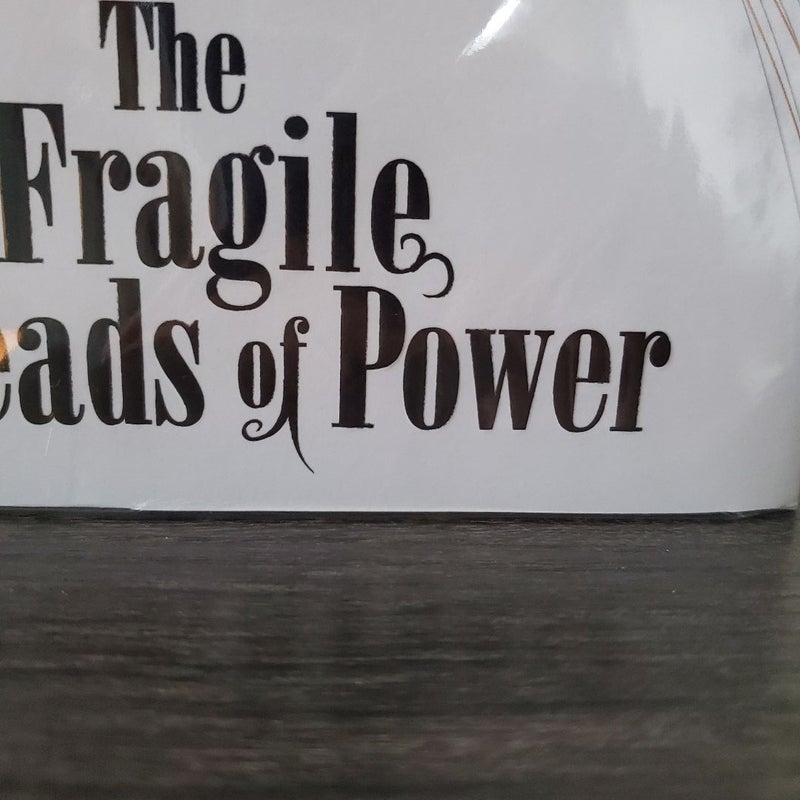 The
Fragile
eads of Power